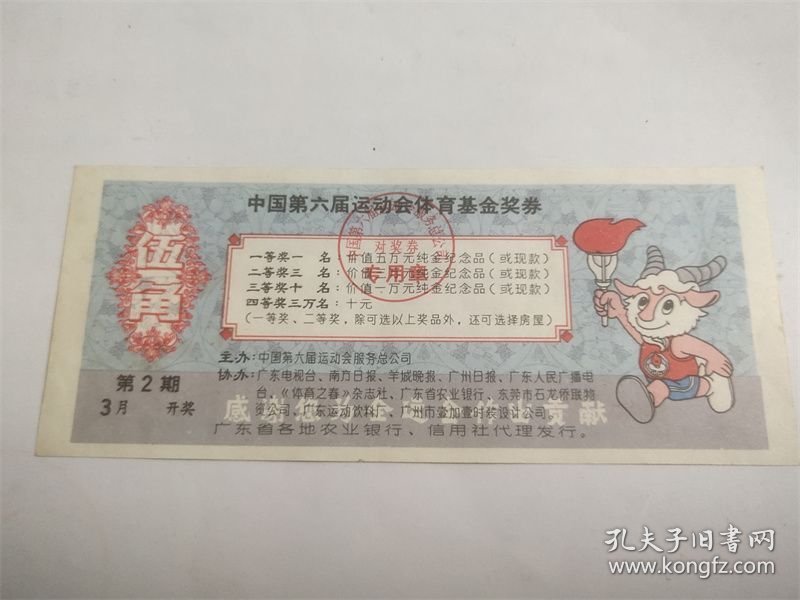 中国第六届运动会体育基金奖券
伍角
对奖券
专用章
一等奖一 名：价值五万元纯金纪念品（或现款）
二等奖三 名：价值 万元纯金纪念品（或现款）
三等奖十 名：价值一万元纯金纪念品（或现款）
四等奖三万名：十元
（一等奖、二等奖，除可选以上奖品外，还可选择房屋）
第2期
3月 开奖
主办：中国第六届运动会服务总公司
协办：广东电视台、南方日报、羊城晚报、广州日报、广东人民广播电
台、《体育之春》杂志社、广东省农业银行、东莞市石龙侨联物
资公司、广东运动饮料厂、广州市壹加壹时装设计公司
感谢您为六运 贡献
广东省各地农业银行、信用社代理发行。
孔夫子旧书网
www.kongfz.com